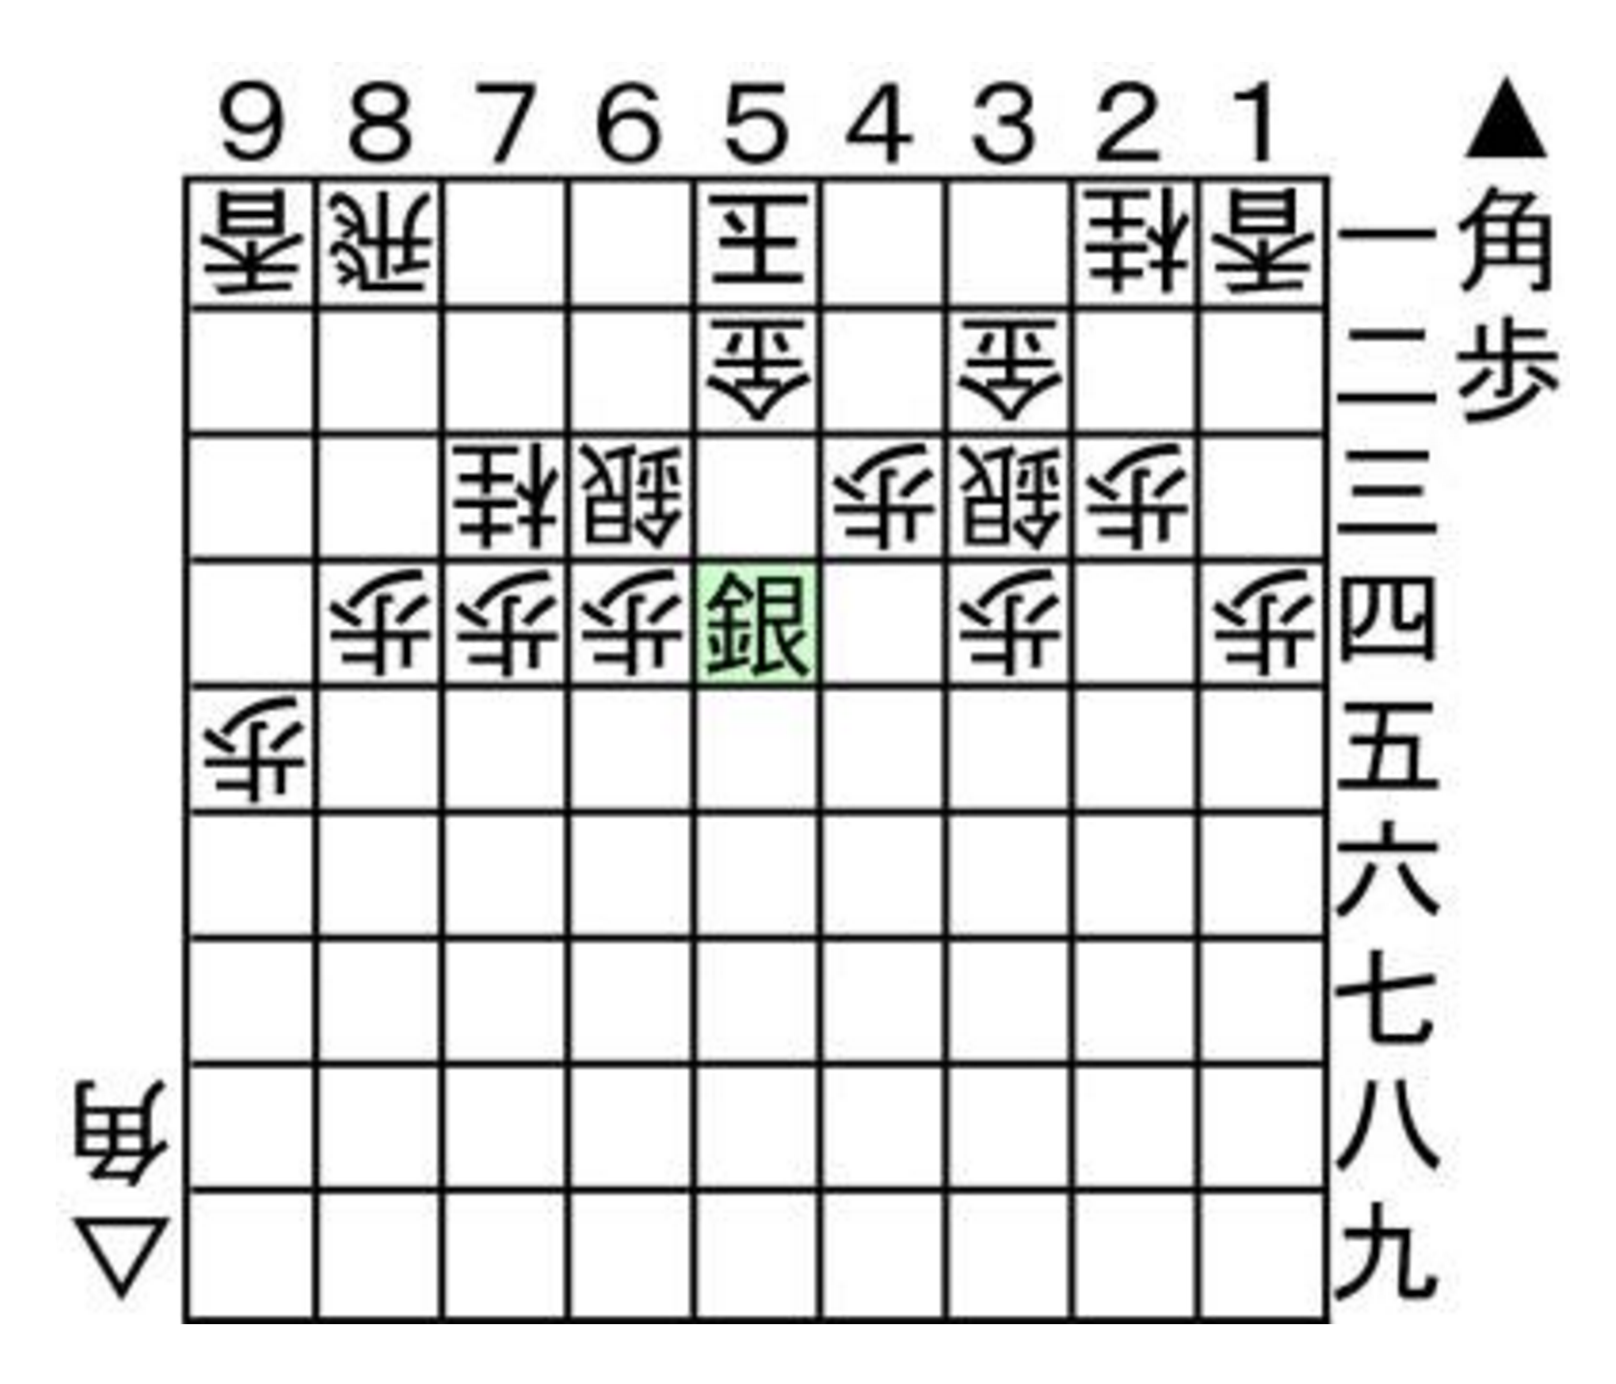 9 8 7 6 5 4 3 2 1 ▲
香 飛 玉 桂 香 一 角
金 金 二 歩
桂 銀 歩 銀 歩 三
歩 歩 歩 銀 歩 歩 四
歩 五
六
七
角 八
△ 九